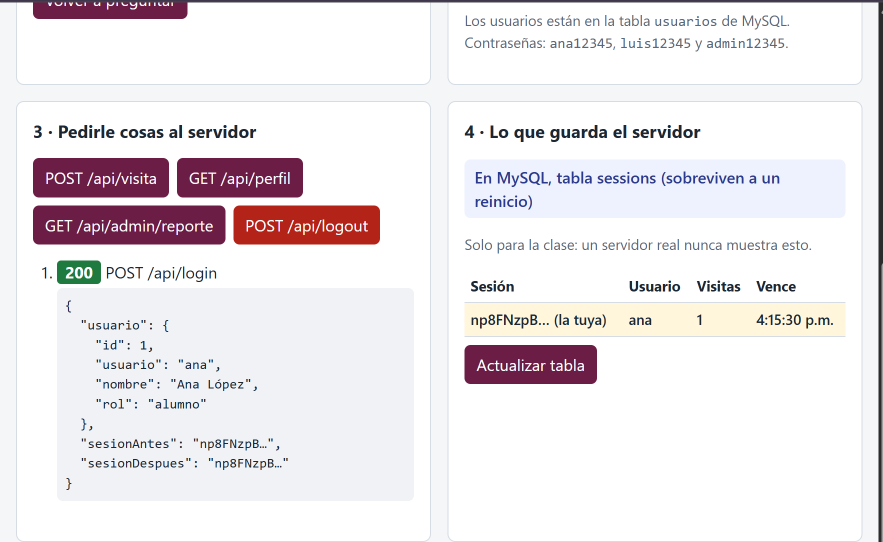 Volver a preguntar
Los usuarios están en la tabla usuarios de MySQL.
Contraseñas: ana12345, luis12345 y admin12345.
3 · Pedirle cosas al servidor
POST /api/visita
GET /api/perfil
GET /api/admin/reporte
POST /api/logout
1. 200 POST /api/login
{
  "usuario": {
    "id": 1,
    "usuario": "ana",
    "nombre": "Ana López",
    "rol": "alumno"
  },
  "sesionAntes": "np8FNzpB…",
  "sesionDespues": "np8FNzpB…"
}
4 · Lo que guarda el servidor
En MySQL, tabla sessions (sobreviven a un
reinicio)
Solo para la clase: un servidor real nunca muestra esto.
Sesión Usuario Visitas Vence
np8FNzpB… (la tuya) ana 1 4:15:30 p.m.
Actualizar tabla